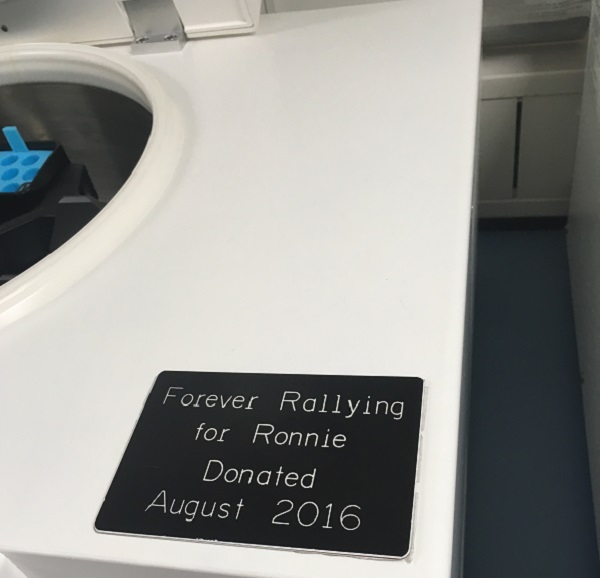 Forever Rallying
for Ronnie
Donated
August 2016